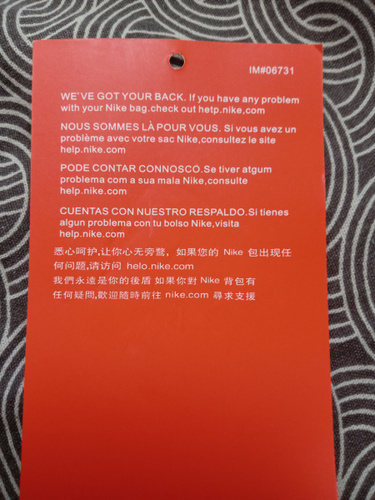 IM#06731
WE'VE GOT YOUR BACK. If you have any problem
with your Nike bag.check out hetp.nike,com
NOUS SOMMES LÀ POUR VOUS. Si vous avez un
problème avec votre sac Nike,consultez le site
help.nike.com
PODE CONTAR CONNOSCO.Se tiver atgum
problema com a sua mala Nike,consulte
help.nike.com
CUENTAS CON NUESTRO RESPALDO.Si tienes
algun problema con tu bolso Nike,visita
help.nike.com
悉心呵护,让你心无旁鹜, 如果您的 Nike 包出现任
何问题,请访问 helo.nike.com
我們永遠是你的後盾 如果你對 Nike 背包有
任何疑問,歡迎隨時前往 nike.com 尋求支援